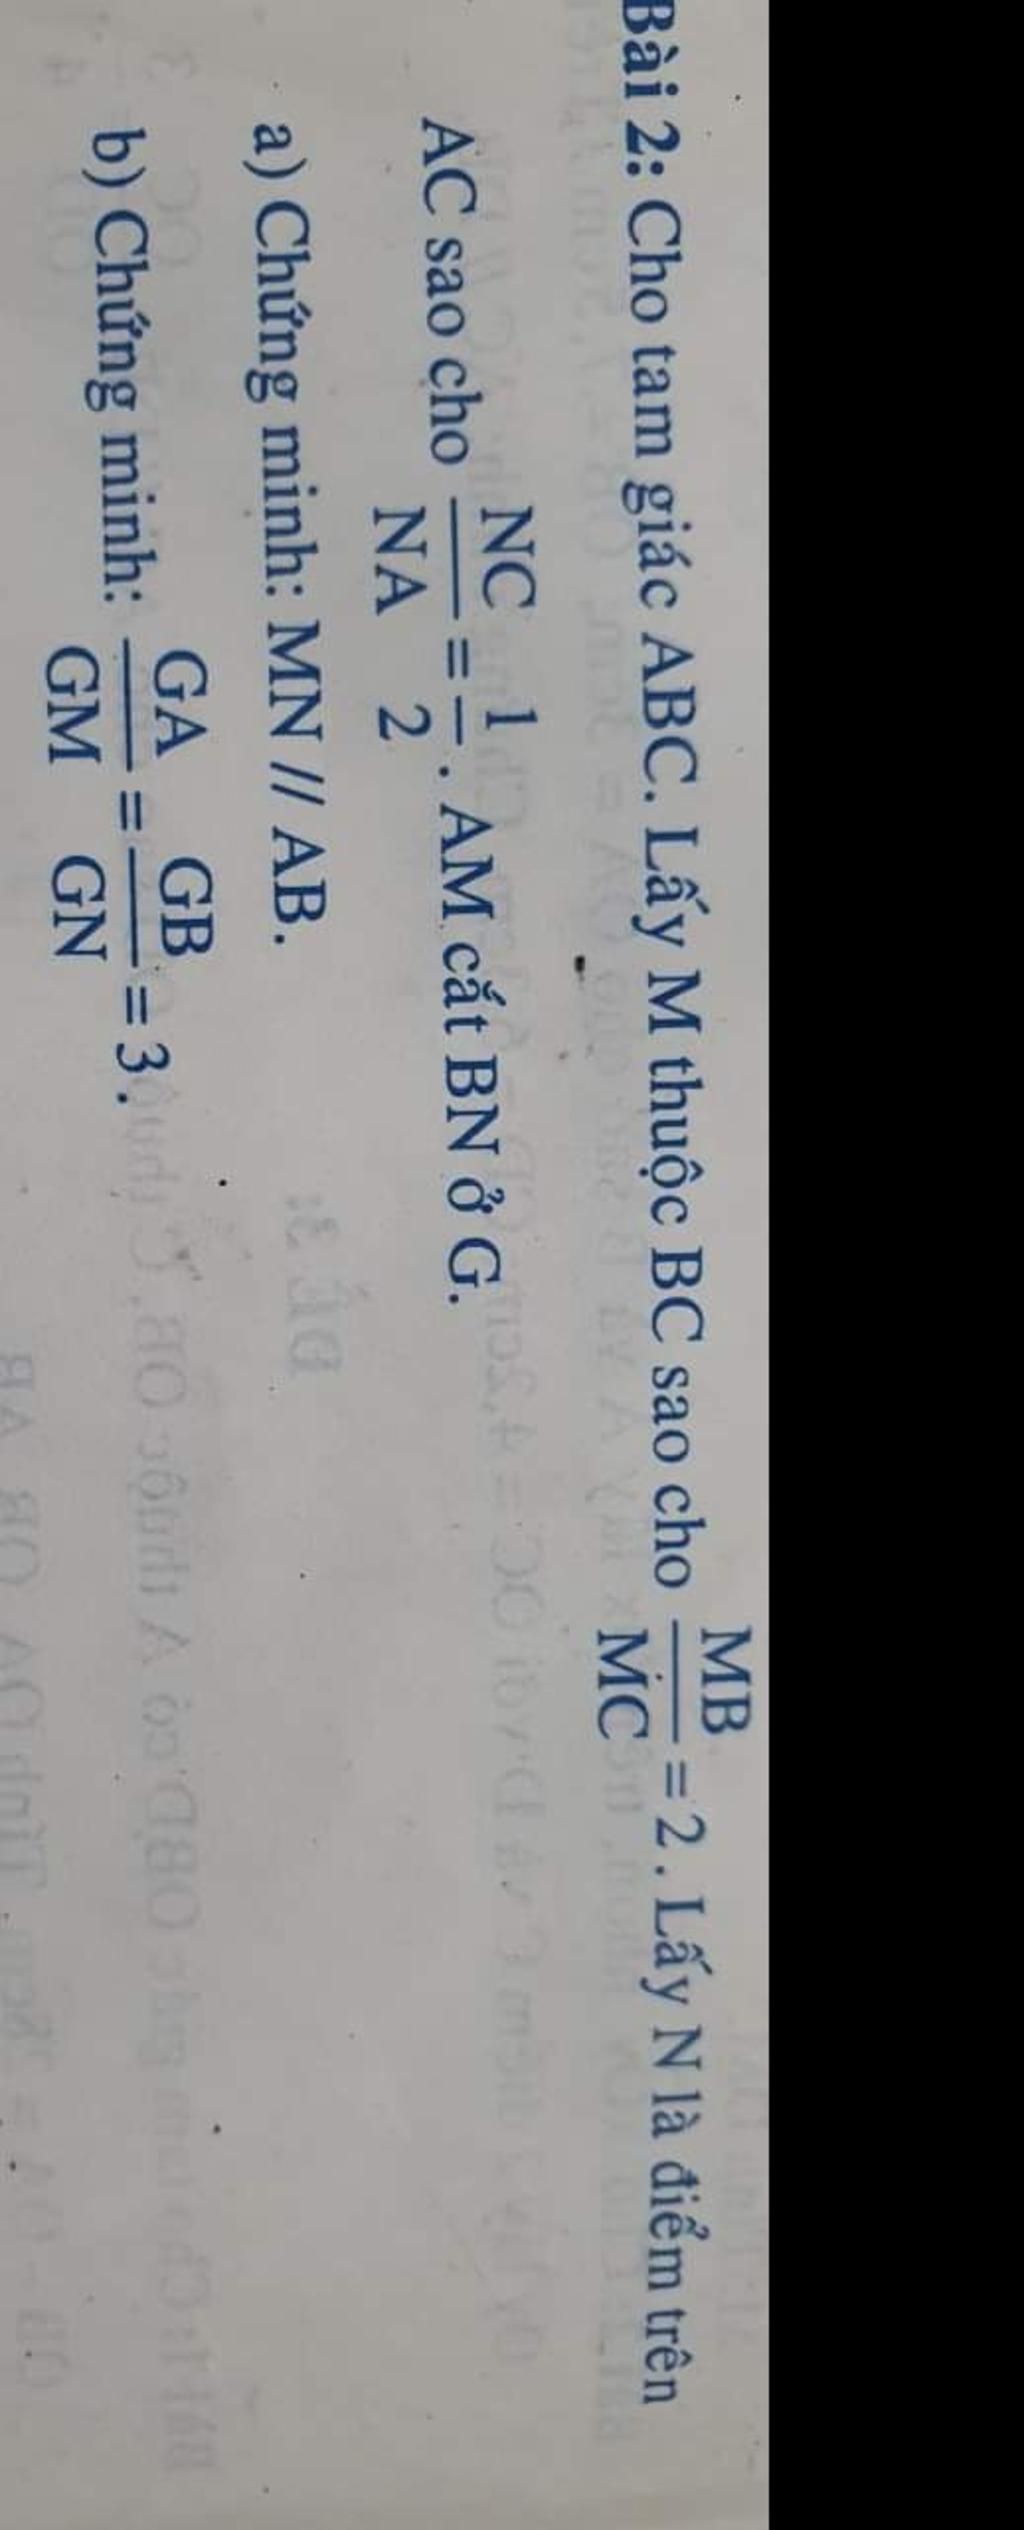 Bài 2: Cho tam giác ABC. Lấy M thuộc BC sao cho MB/MC = 2. Lấy N là điểm trên
AC sao cho NC/NA = 1/2. AM cắt BN ở G.
a) Chứng minh: MN // AB.
b) Chứng minh: GA/GM = GB/GN = 3.